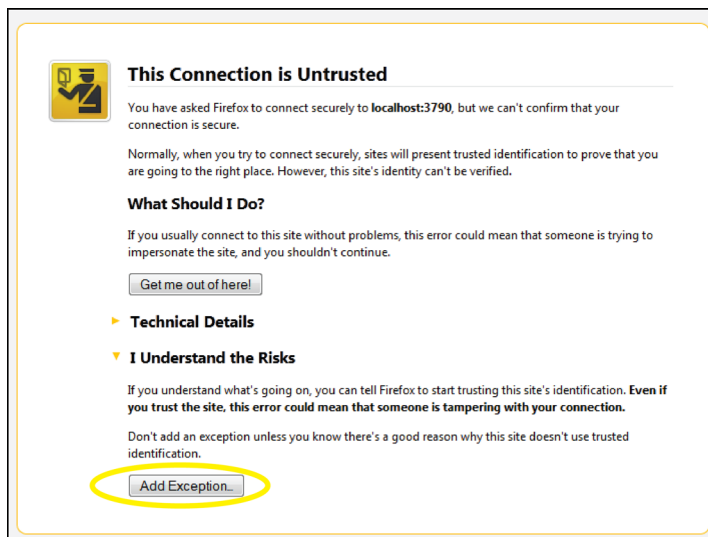 This Connection is Untrusted
You have asked Firefox to connect securely to localhost:3790, but we can't confirm that your
connection is secure.
Normally, when you try to connect securely, sites will present trusted identification to prove that you
are going to the right place. However, this site's identity can't be verified.
What Should I Do?
If you usually connect to this site without problems, this error could mean that someone is trying to
impersonate the site, and you shouldn't continue.
Get me out of here!
Technical Details
I Understand the Risks
If you understand what's going on, you can tell Firefox to start trusting this site's identification. Even if
you trust the site, this error could mean that someone is tampering with your connection.
Don't add an exception unless you know there's a good reason why this site doesn't use trusted
identification.
Add Exception...